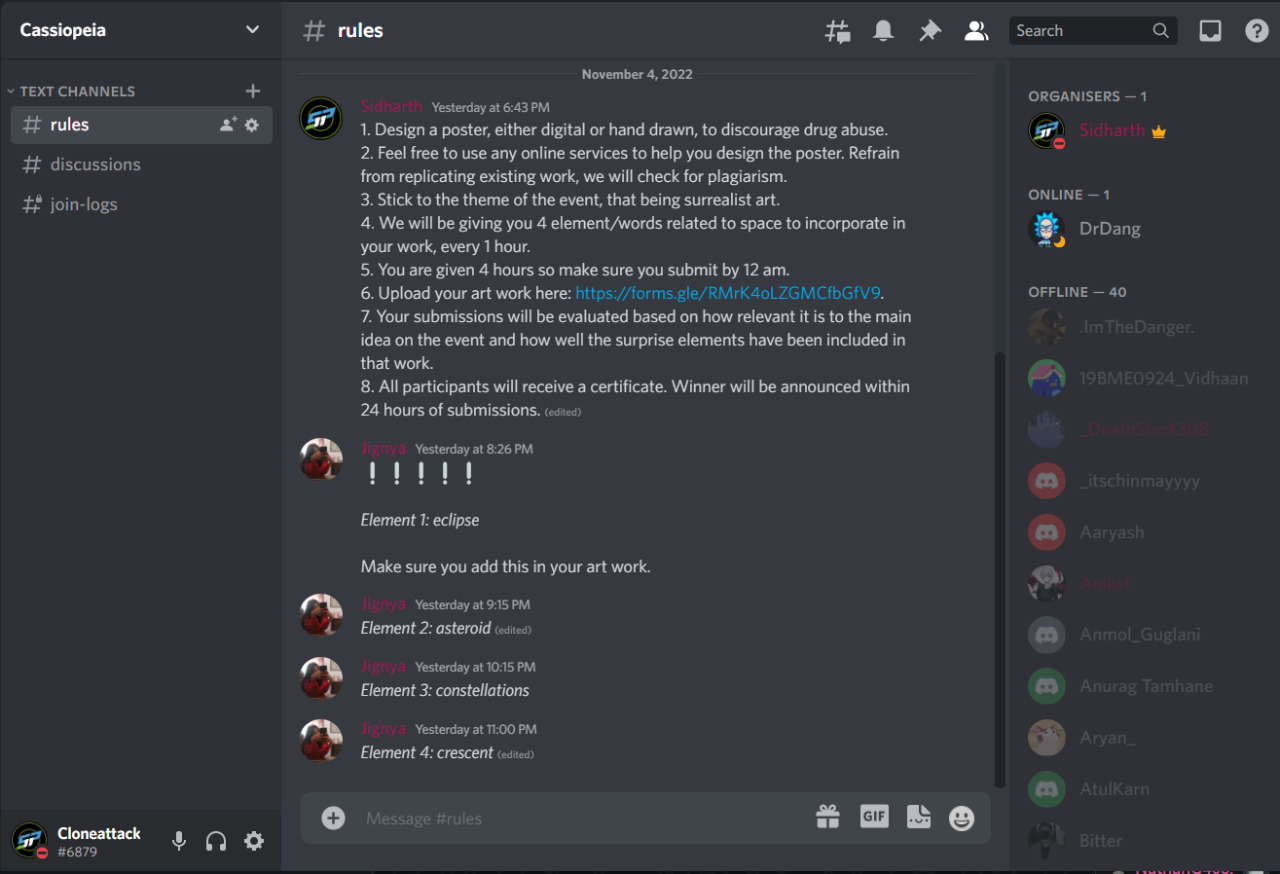 Cassiopeia
TEXT CHANNELS
rules
discussions
join-logs
Cloneattack
#6879
rules
Search
November 4, 2022
Sidharth Yesterday at 6:43 PM
1. Design a poster, either digital or hand drawn, to discourage drug abuse.
2. Feel free to use any online services to help you design the poster. Refrain
from replicating existing work, we will check for plagiarism.
3. Stick to the theme of the event, that being surrealist art.
4. We will be giving you 4 element/words related to space to incorporate in
your work, every 1 hour.
5. You are given 4 hours so make sure you submit by 12 am.
6. Upload your art work here: https://forms.gle/RMrK4oLZGMCfbGfV9.
7. Your submissions will be evaluated based on how relevant it is to the main
idea on the event and how well the surprise elements have been included in
that work.
8. All participants will receive a certificate. Winner will be announced within
24 hours of submissions. (edited)
Jignya Yesterday at 8:26 PM
❕ ❕ ❕ ❕ ❕
Element 1: eclipse
Make sure you add this in your art work.
Jignya Yesterday at 9:15 PM
Element 2: asteroid (edited)
Jignya Yesterday at 10:15 PM
Element 3: constellations
Jignya Yesterday at 11:00 PM
Element 4: crescent (edited)
Message #rules
GIF
ORGANISERS — 1
Sidharth
ONLINE — 1
DrDang
OFFLINE — 40
.ImTheDanger.
19BME0924_Vidhaan
_DeathStrok308
_itschinmayyyy
Aaryash
Aniket
Anmol_Guglani
Anurag Tamhane
Aryan_
AtulKarn
Bitter